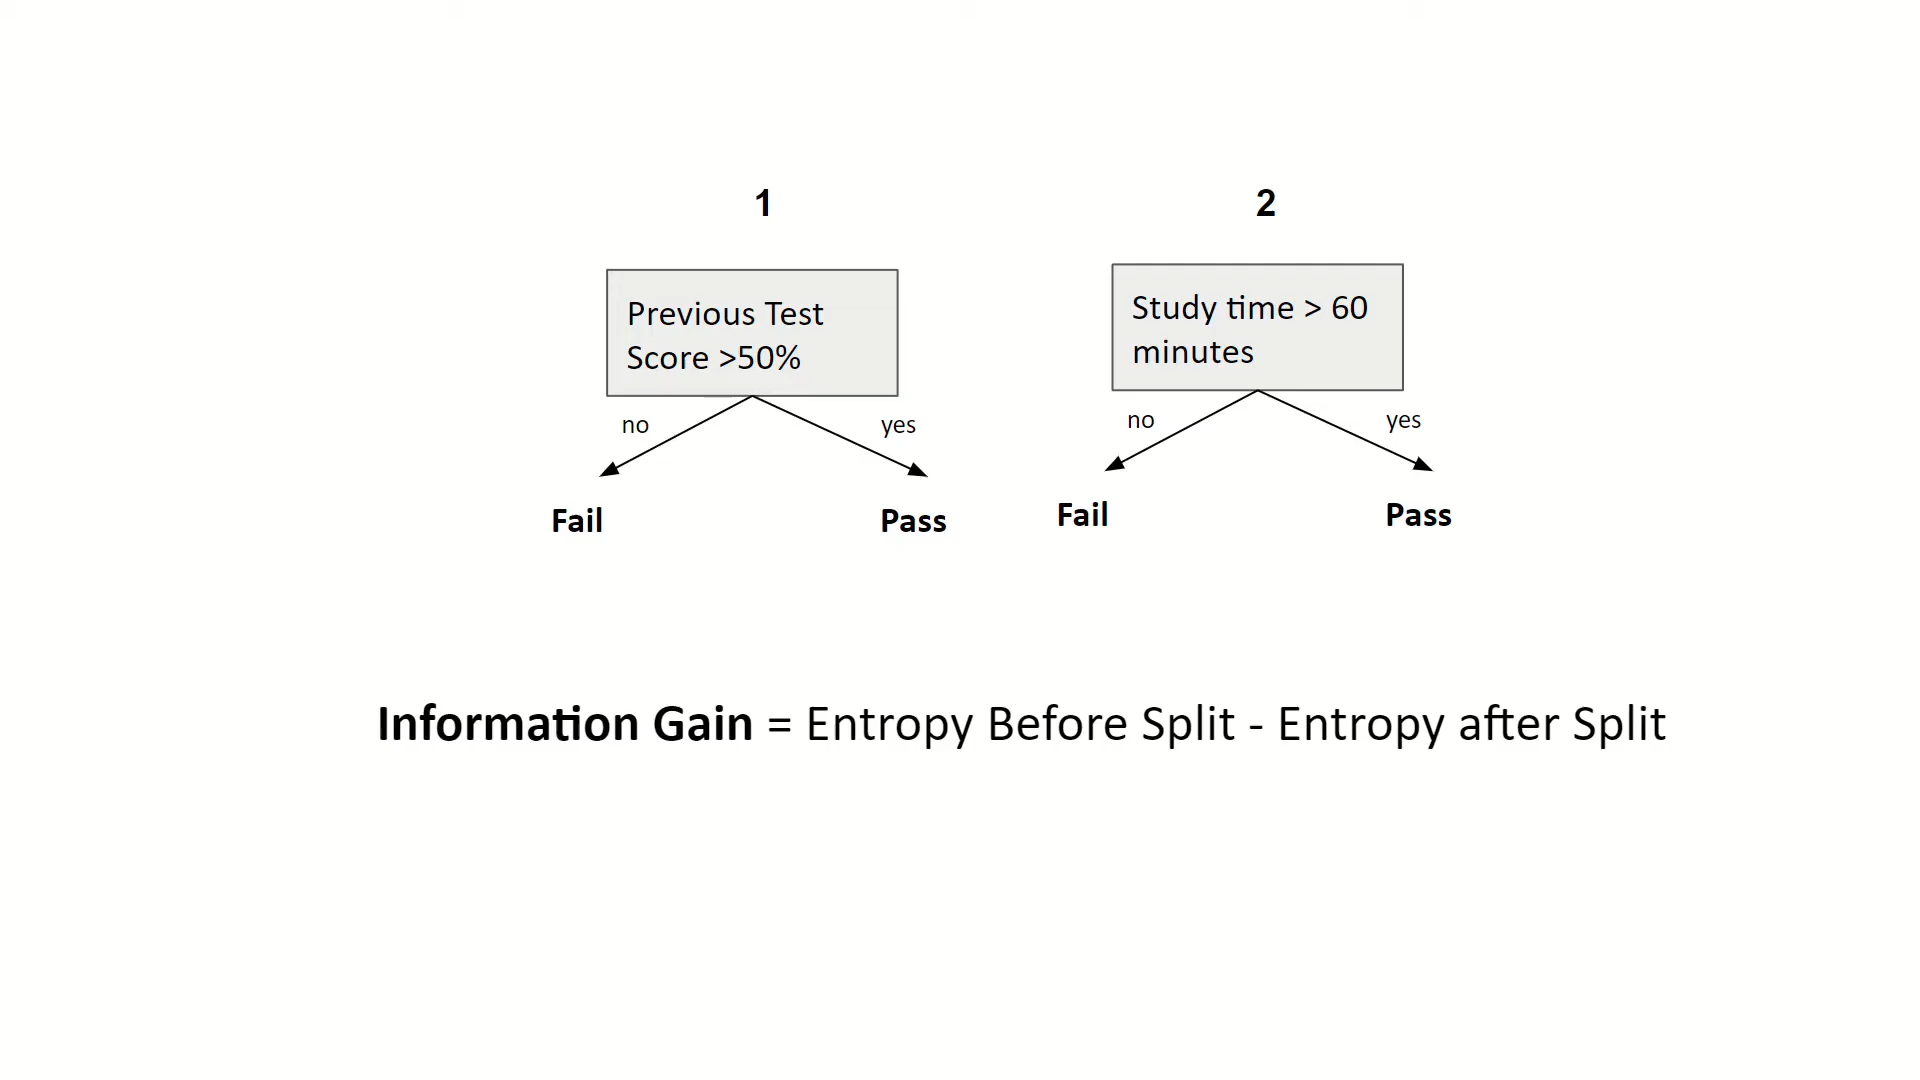 1
Previous Test
Score >50%
no
yes
Fail
Pass
2
Study time > 60
minutes
no
yes
Fail
Pass
Information Gain = Entropy Before Split - Entropy after Split